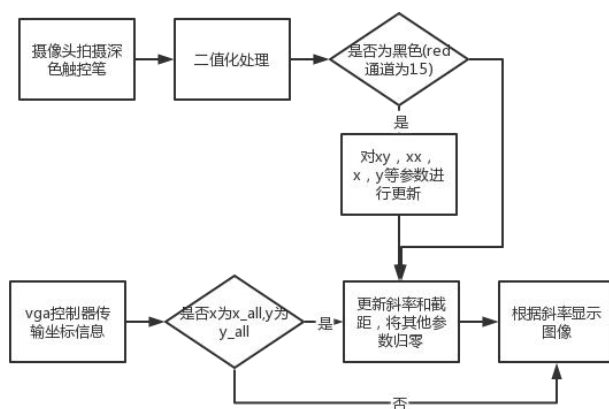 摄像头拍摄深
色触控笔
二值化处理
是否为黑色(red
通道为15)
是
对xy，xx，
x，y等参数进
行更新
vga控制器传
输坐标信息
是否x为x_all,y为
y_all
是
更新斜率和截
距，将其他参
数归零
根据斜率显示
图像
否